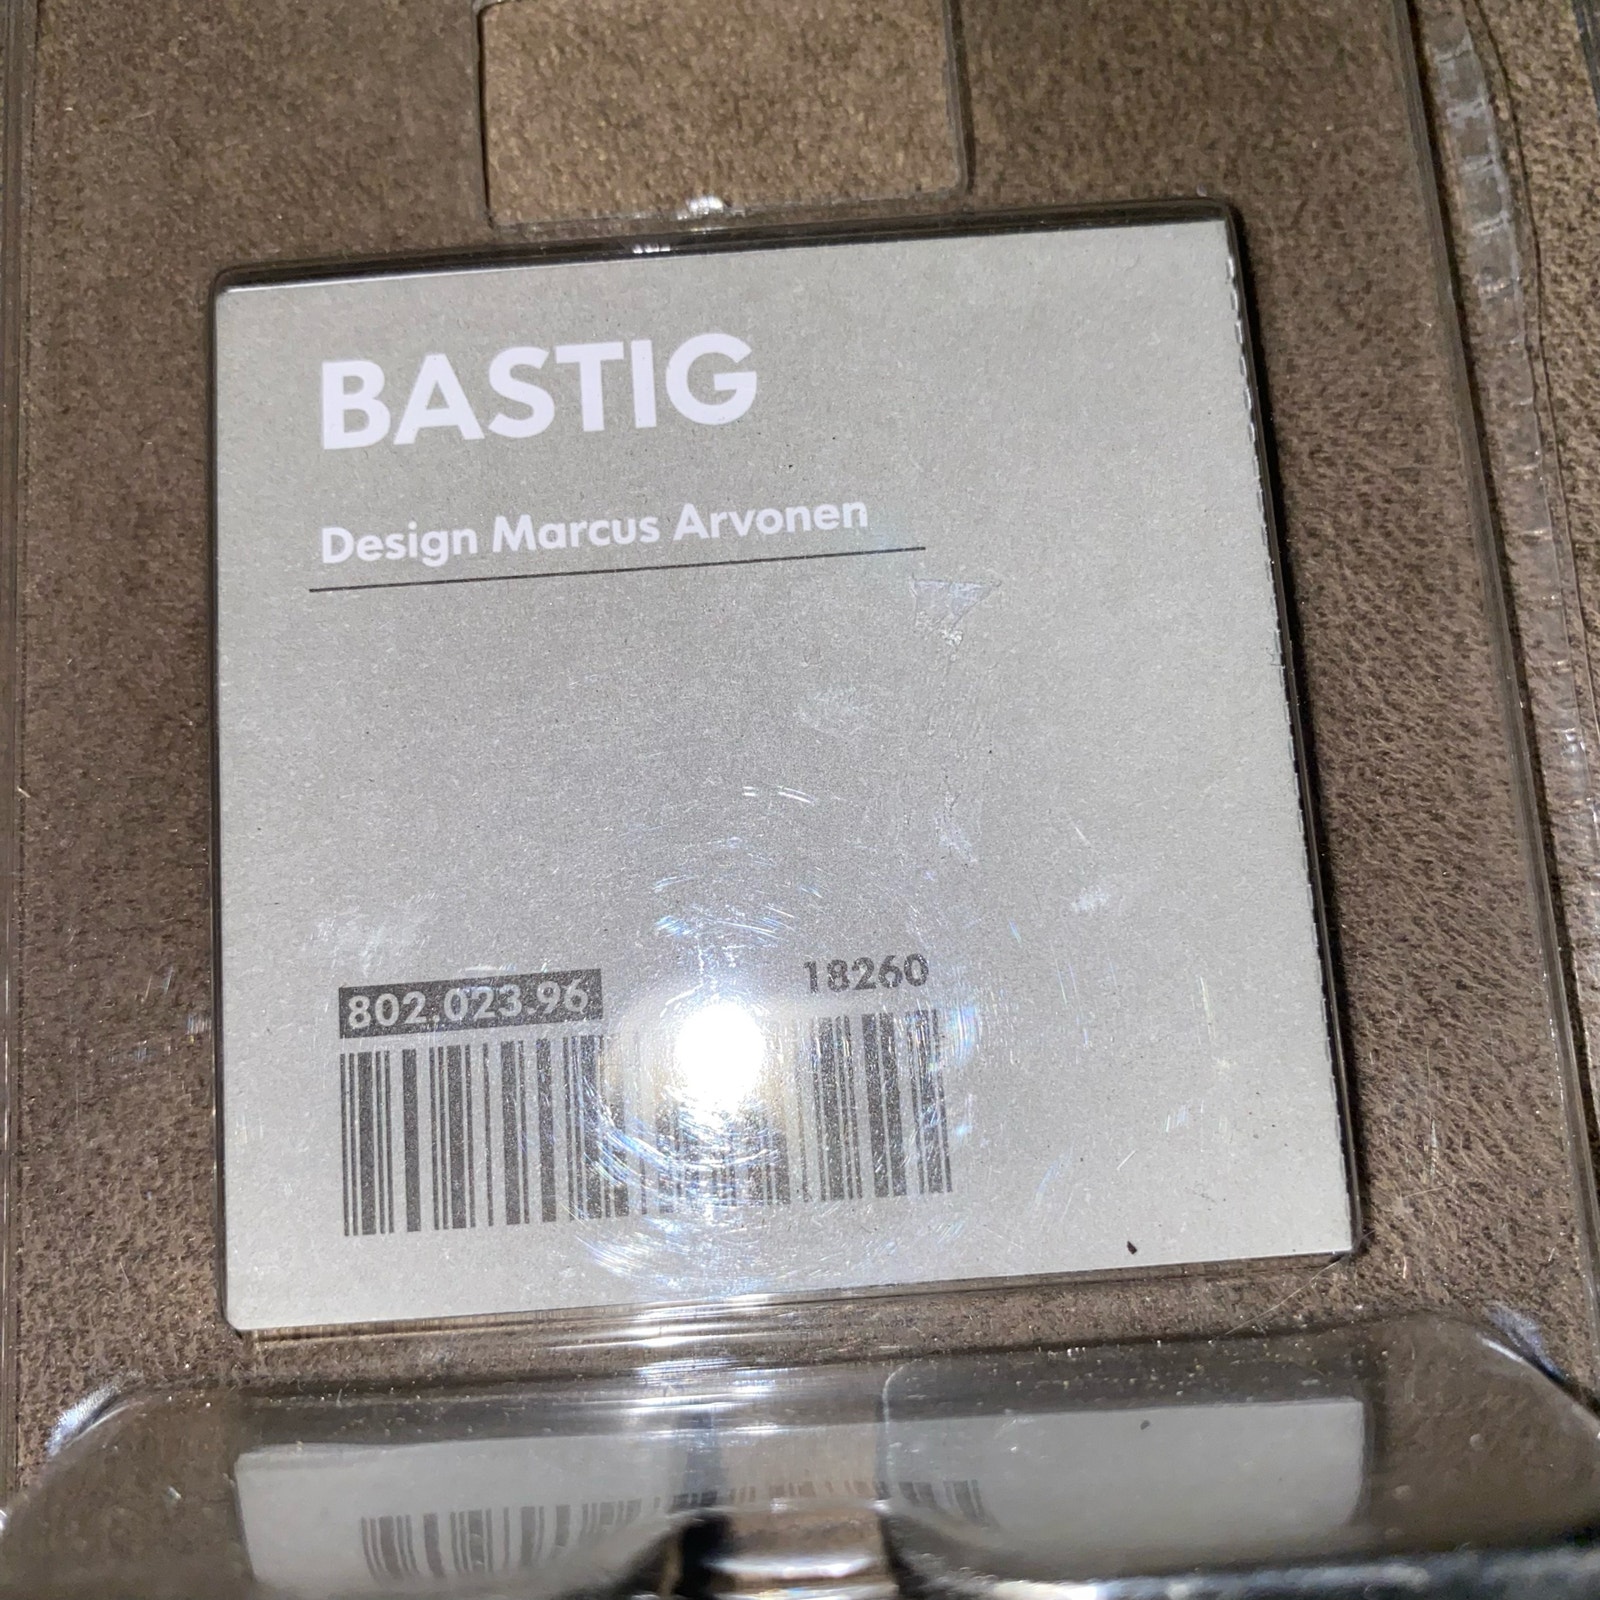 BASTIG
Design Marcus Arvonen
802.023.96
18260